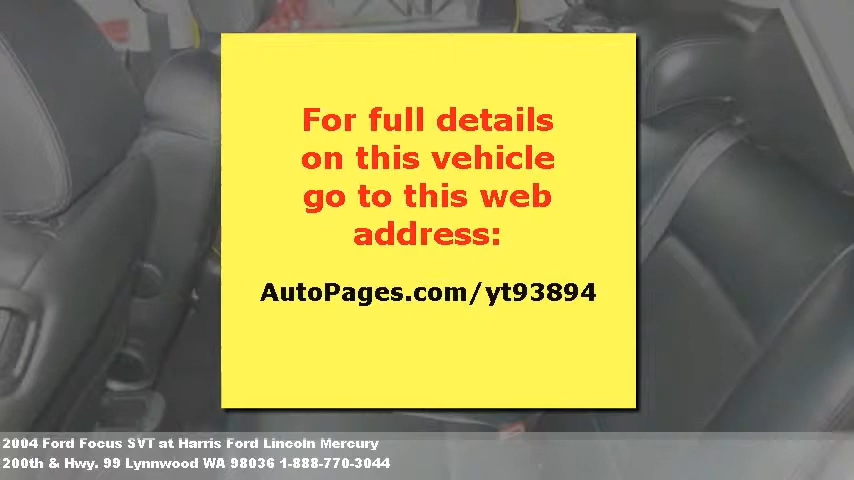 For full details
on this vehicle
go to this web
address:
AutoPages.com/yt93894
2004 Ford Focus SVT at Harris Ford Lincoln Mercury
200th & Hwy. 99 Lynnwood WA 98036 1-888-770-3044